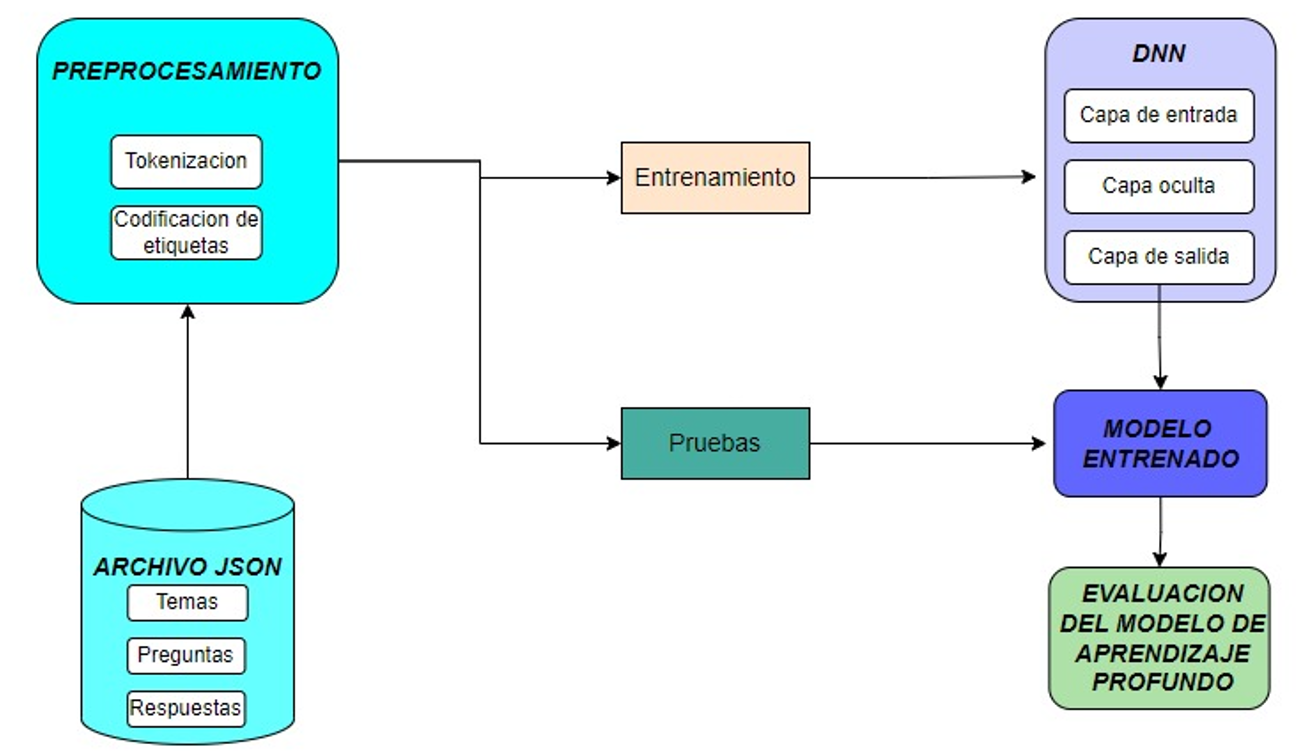 PREPROCESAMIENTO
Tokenizacion
Codificacion de
etiquetas
ARCHIVO JSON
Temas
Preguntas
Respuestas
Entrenamiento
Pruebas
DNN
Capa de entrada
Capa oculta
Capa de salida
MODELO
ENTRENADO
EVALUACION
DEL MODELO DE
APRENDIZAJE
PROFUNDO